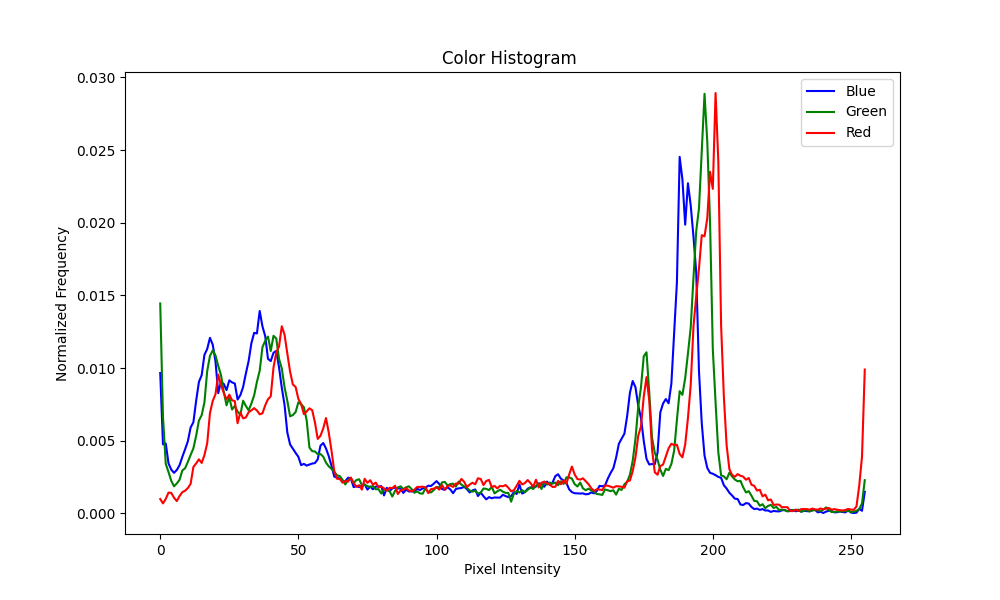 Color Histogram
Normalized Frequency
0.030
0.025
0.020
0.015
0.010
0.005
0.000
Blue
Green
Red
0
50
100
150
200
250
Pixel Intensity